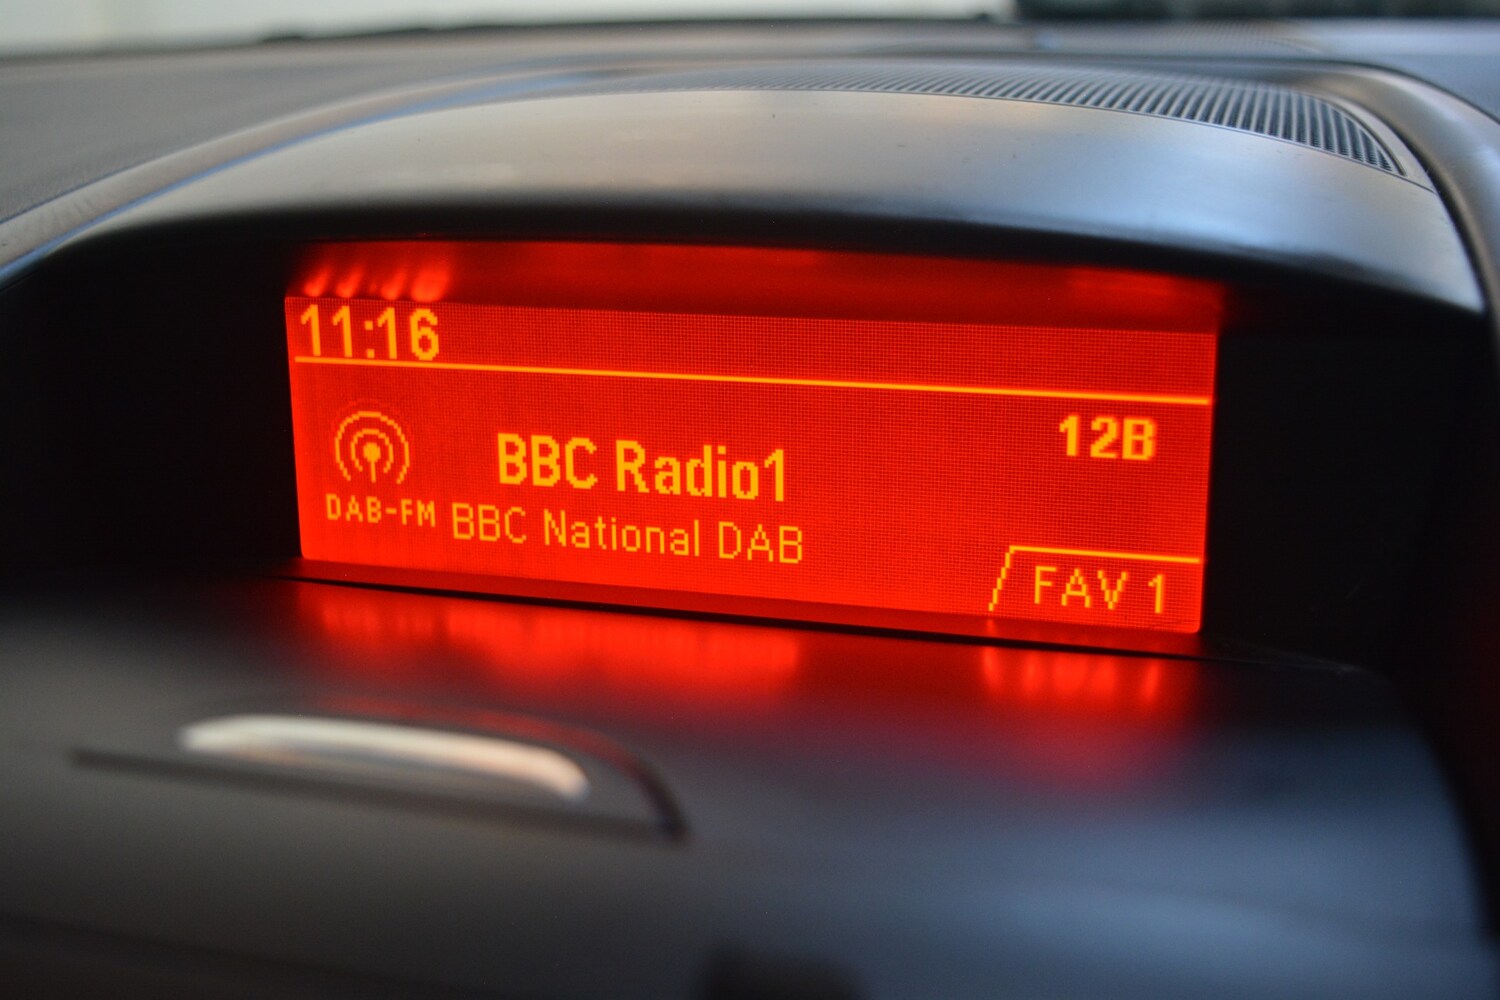 11:16
12B
BBC Radio1
DAB-FM
BBC National DAB
FAV 1